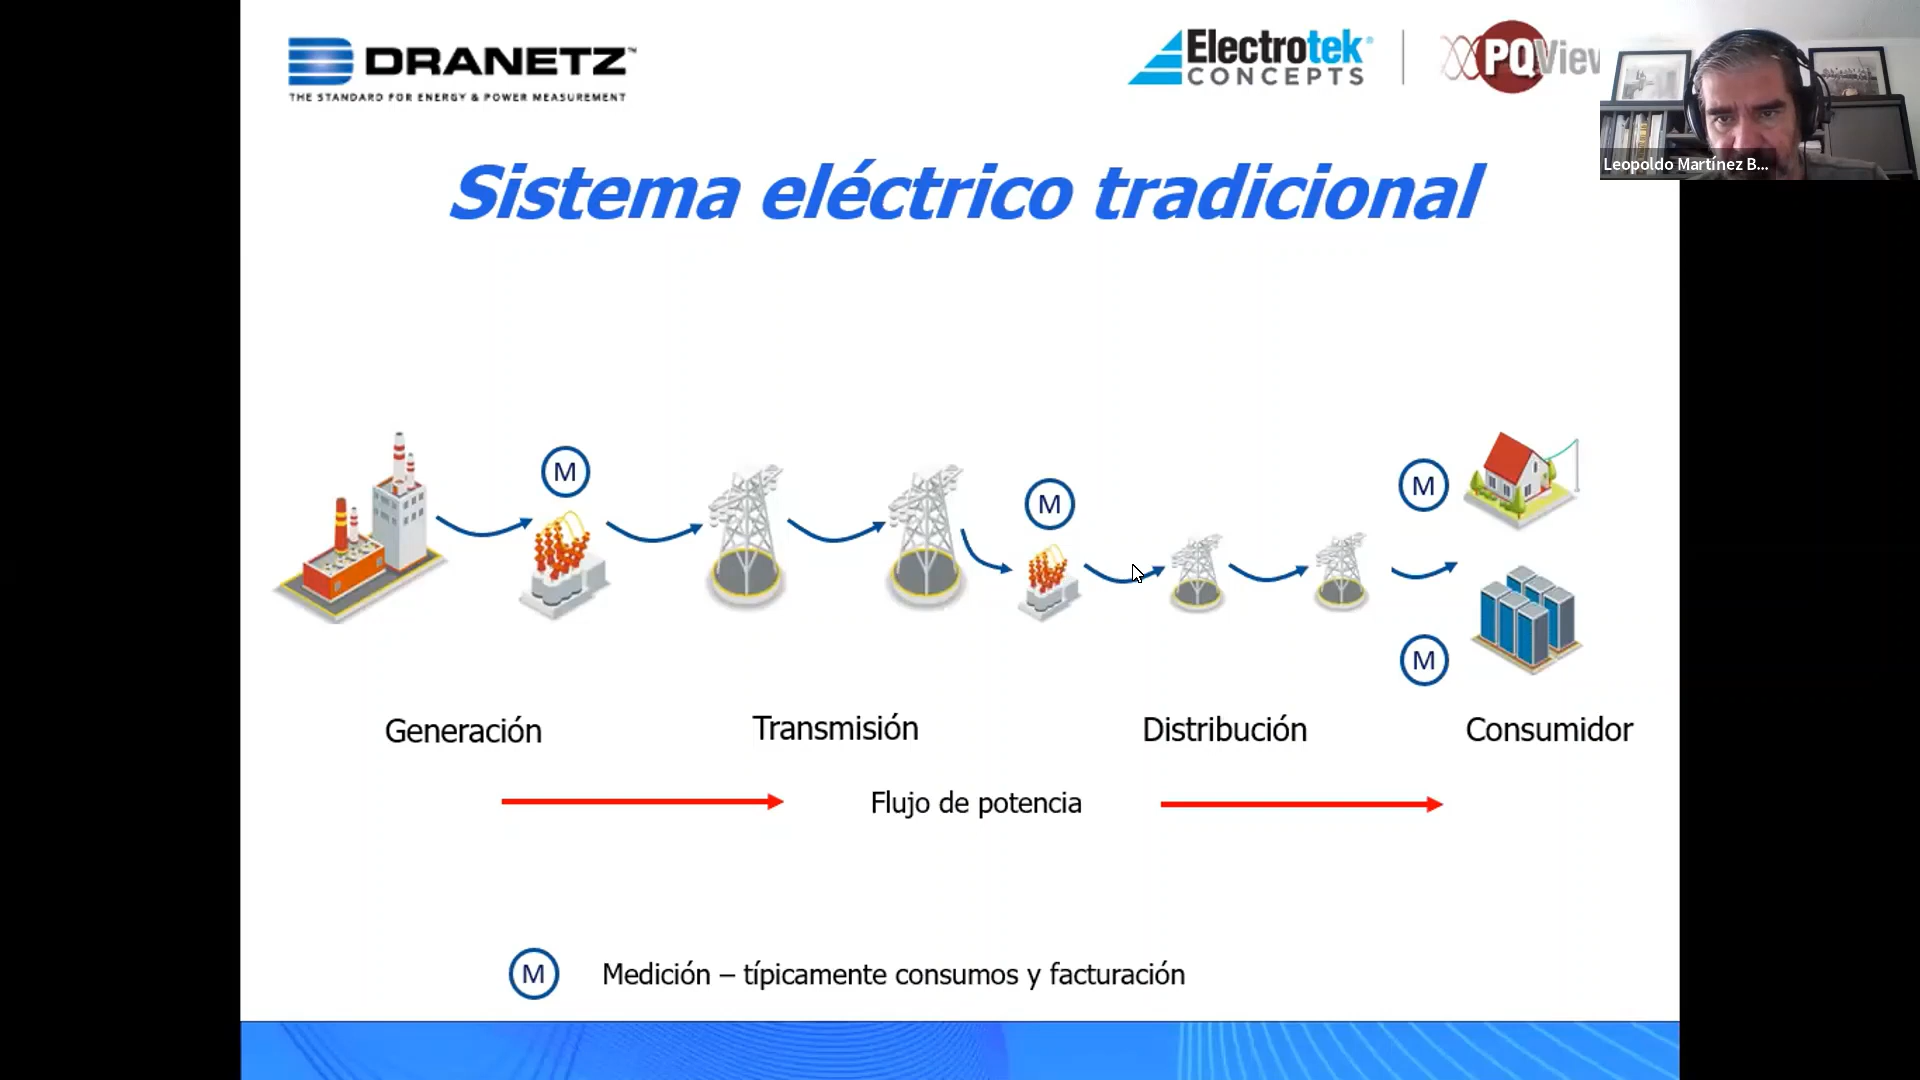 DRANETZ™
THE STANDARD FOR ENERGY & POWER MEASUREMENT
Electrotek®
CONCEPTS
PQView
Leopoldo Martínez B...
Sistema eléctrico tradicional
M
M
M
M
Generación
Transmisión
Distribución
Consumidor
Flujo de potencia
M
Medición – típicamente consumos y facturación